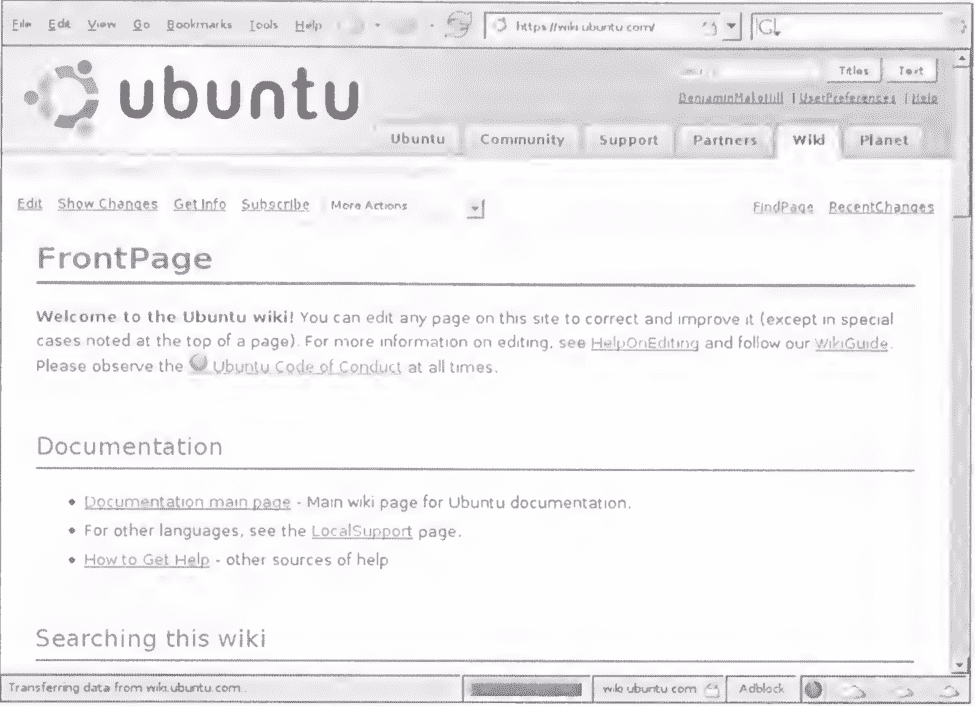 File Edit View Go Bookmarks Tools Help https://wiki.ubuntu.com/
ubuntu
Titles Text
BenjaminMakoHill | UserPreferences | Help
Ubuntu Community Support Partners Wiki Planet
Edit Show Changes Get Info Subscribe More Actions FindPage RecentChanges
FrontPage
Welcome to the Ubuntu wiki! You can edit any page on this site to correct and improve it (except in special
cases noted at the top of a page). For more information on editing, see HelpOnEditing and follow our WikiGuide.
Please observe the Ubuntu Code of Conduct at all times.
Documentation
• Documentation main page - Main wiki page for Ubuntu documentation.
• For other languages, see the LocalSupport page.
• How to Get Help - other sources of help
Searching this wiki
Transferring data from wiki.ubuntu.com... wiki.ubuntu.com Adblock